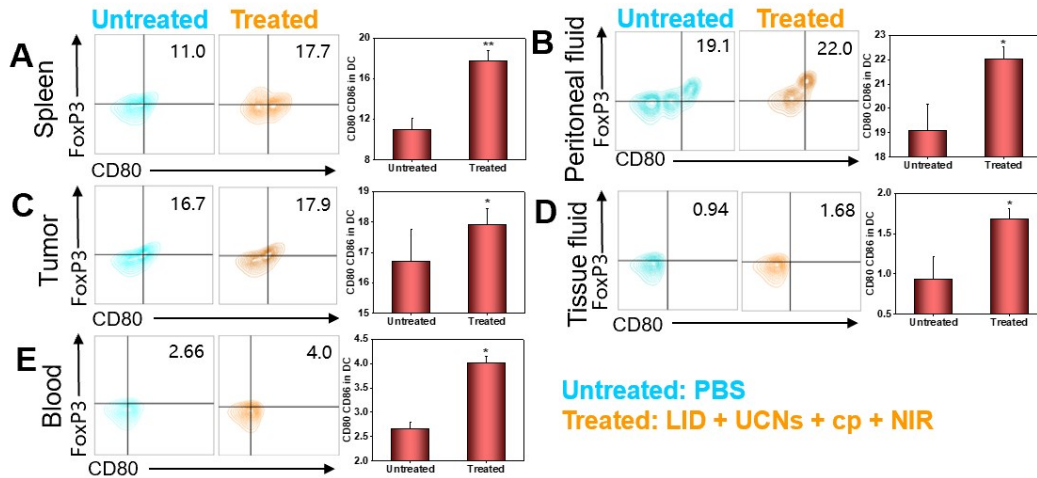 Untreated Treated
A
Spleen
FoxP3
11.0
17.7
CD80
CD80 CD86 in DC
20
16
12
8
**
Untreated Treated
B
Peritoneal fluid
FoxP3
19.1
22.0
CD80
CD80 CD86 in DC
23
22
21
20
19
18
*
Untreated Treated
C
Tumor
FoxP3
16.7
17.9
CD80
CD80 CD86 in DC
19
18
17
16
15
*
Untreated Treated
D
Tissue fluid
FoxP3
0.94
1.68
CD80
CD80 CD86 in DC
2.0
1.5
1.0
0.5
*
Untreated Treated
E
Blood
FoxP3
2.66
4.0
CD80
CD80 CD86 in DC
4.5
4.0
3.5
3.0
2.5
2.0
*
Untreated Treated
Untreated: PBS
Treated: LID + UCNs + cp + NIR